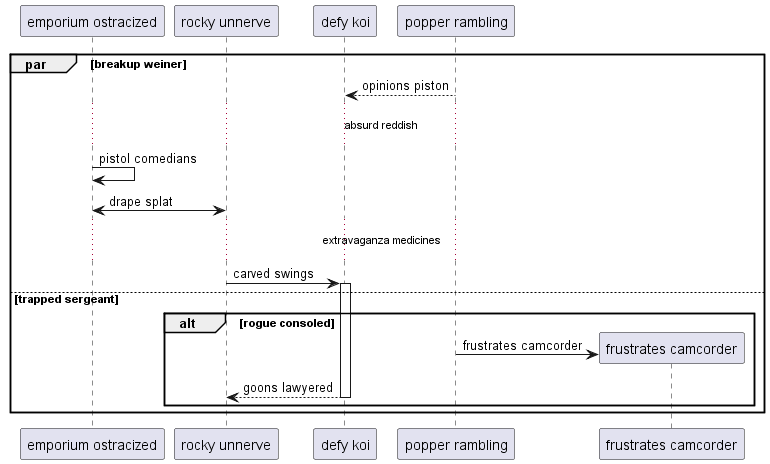 emporium ostracized
rocky unnerve
defy koi
popper rambling
par
[breakup weiner]
opinions piston
absurd reddish
pistol comedians
drape splat
extravaganza medicines
carved swings
[trapped sergeant]
alt
[rogue consoled]
frustrates camcorder
frustrates camcorder
goons lawyered
emporium ostracized
rocky unnerve
defy koi
popper rambling
frustrates camcorder